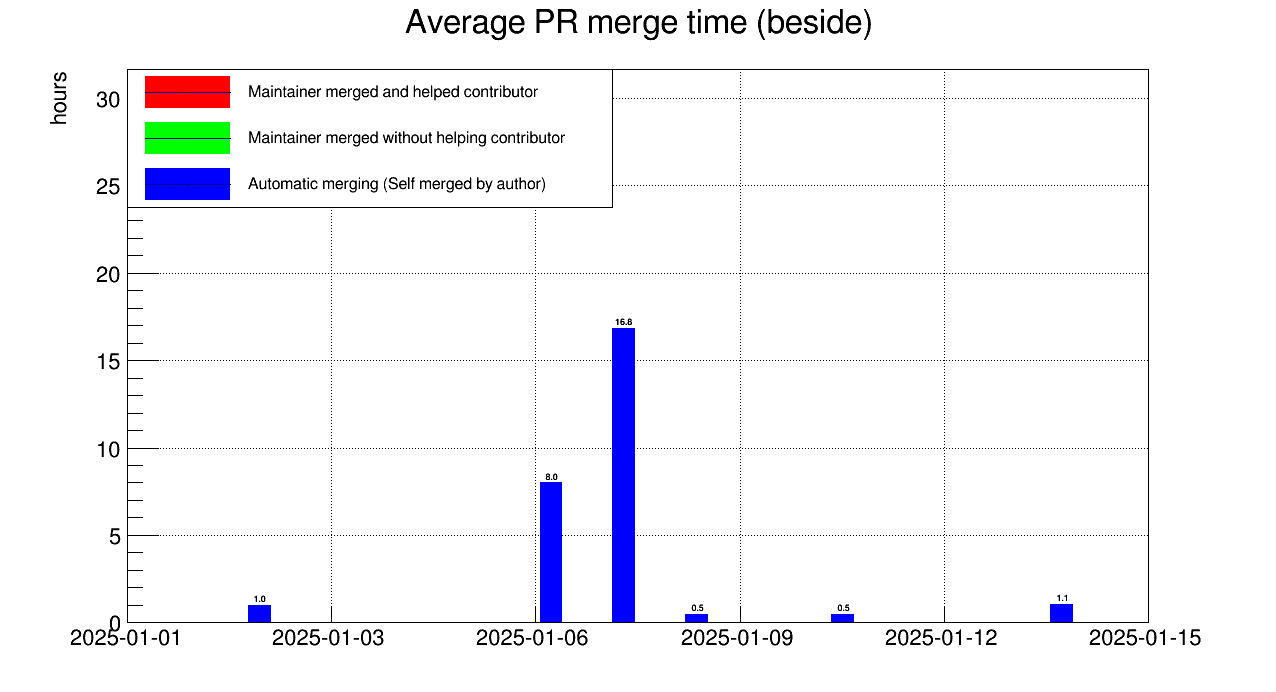 Average PR merge time (beside)
hours
Maintainer merged and helped contributor
Maintainer merged without helping contributor
Automatic merging (Self merged by author)
30
25
20
15
10
5
0
16.8
8.0
1.0
0.5
0.5
1.1
2025-01-01 2025-01-03 2025-01-06 2025-01-09 2025-01-12 2025-01-15